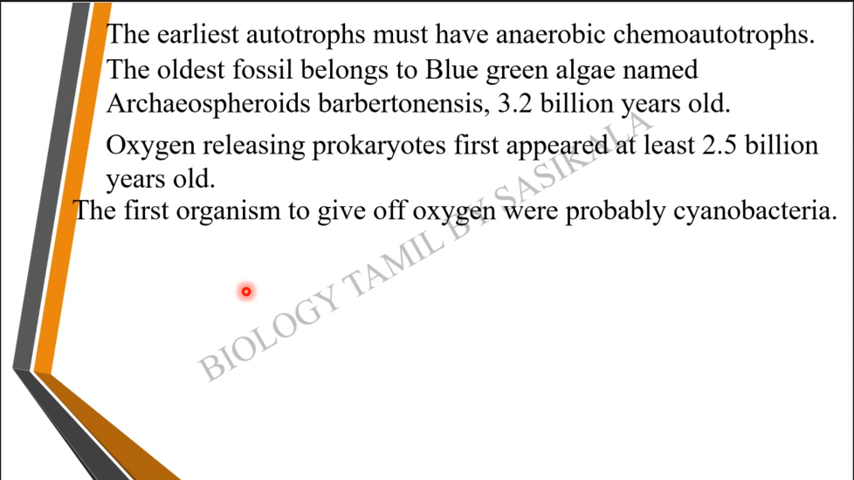 The earliest autotrophs must have anaerobic chemoautotrophs.
The oldest fossil belongs to Blue green algae named
Archaeospheroids barbertonensis, 3.2 billion years old.
Oxygen releasing prokaryotes first appeared at least 2.5 billion
years old.
The first organism to give off oxygen were probably cyanobacteria.
BIOLOGY TAMIL BY SASIKALA